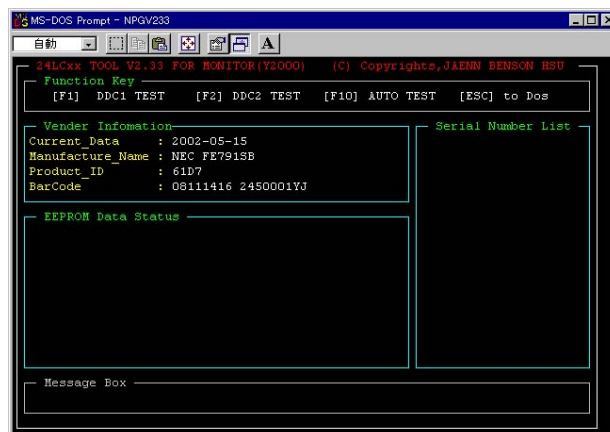 MS-DOS Prompt - NPGV233
自動
24LCxx TOOL V2.33 FOR MONITOR(Y2000) (C) Copyrights,JAENN BENSON HSU
Function Key
[F1] DDC1 TEST [F2] DDC2 TEST [F10] AUTO TEST [ESC] to Dos
Vender Infomation
Current_Data : 2002-05-15
Manufacture_Name : NEC FE791SB
Product_ID : 61D7
BarCode : 08111416 2450001YJ
Serial Number List
EEPROM Data Status
Message Box